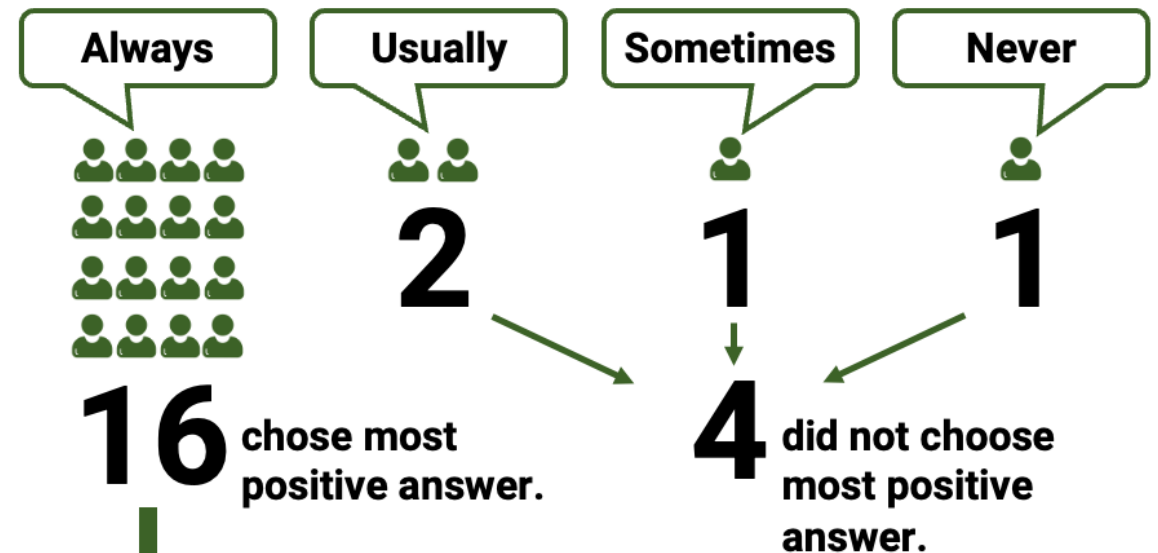 Always
Usually
Sometimes
Never
2
1
1
16
chose most
positive answer.
4
did not choose
most positive
answer.